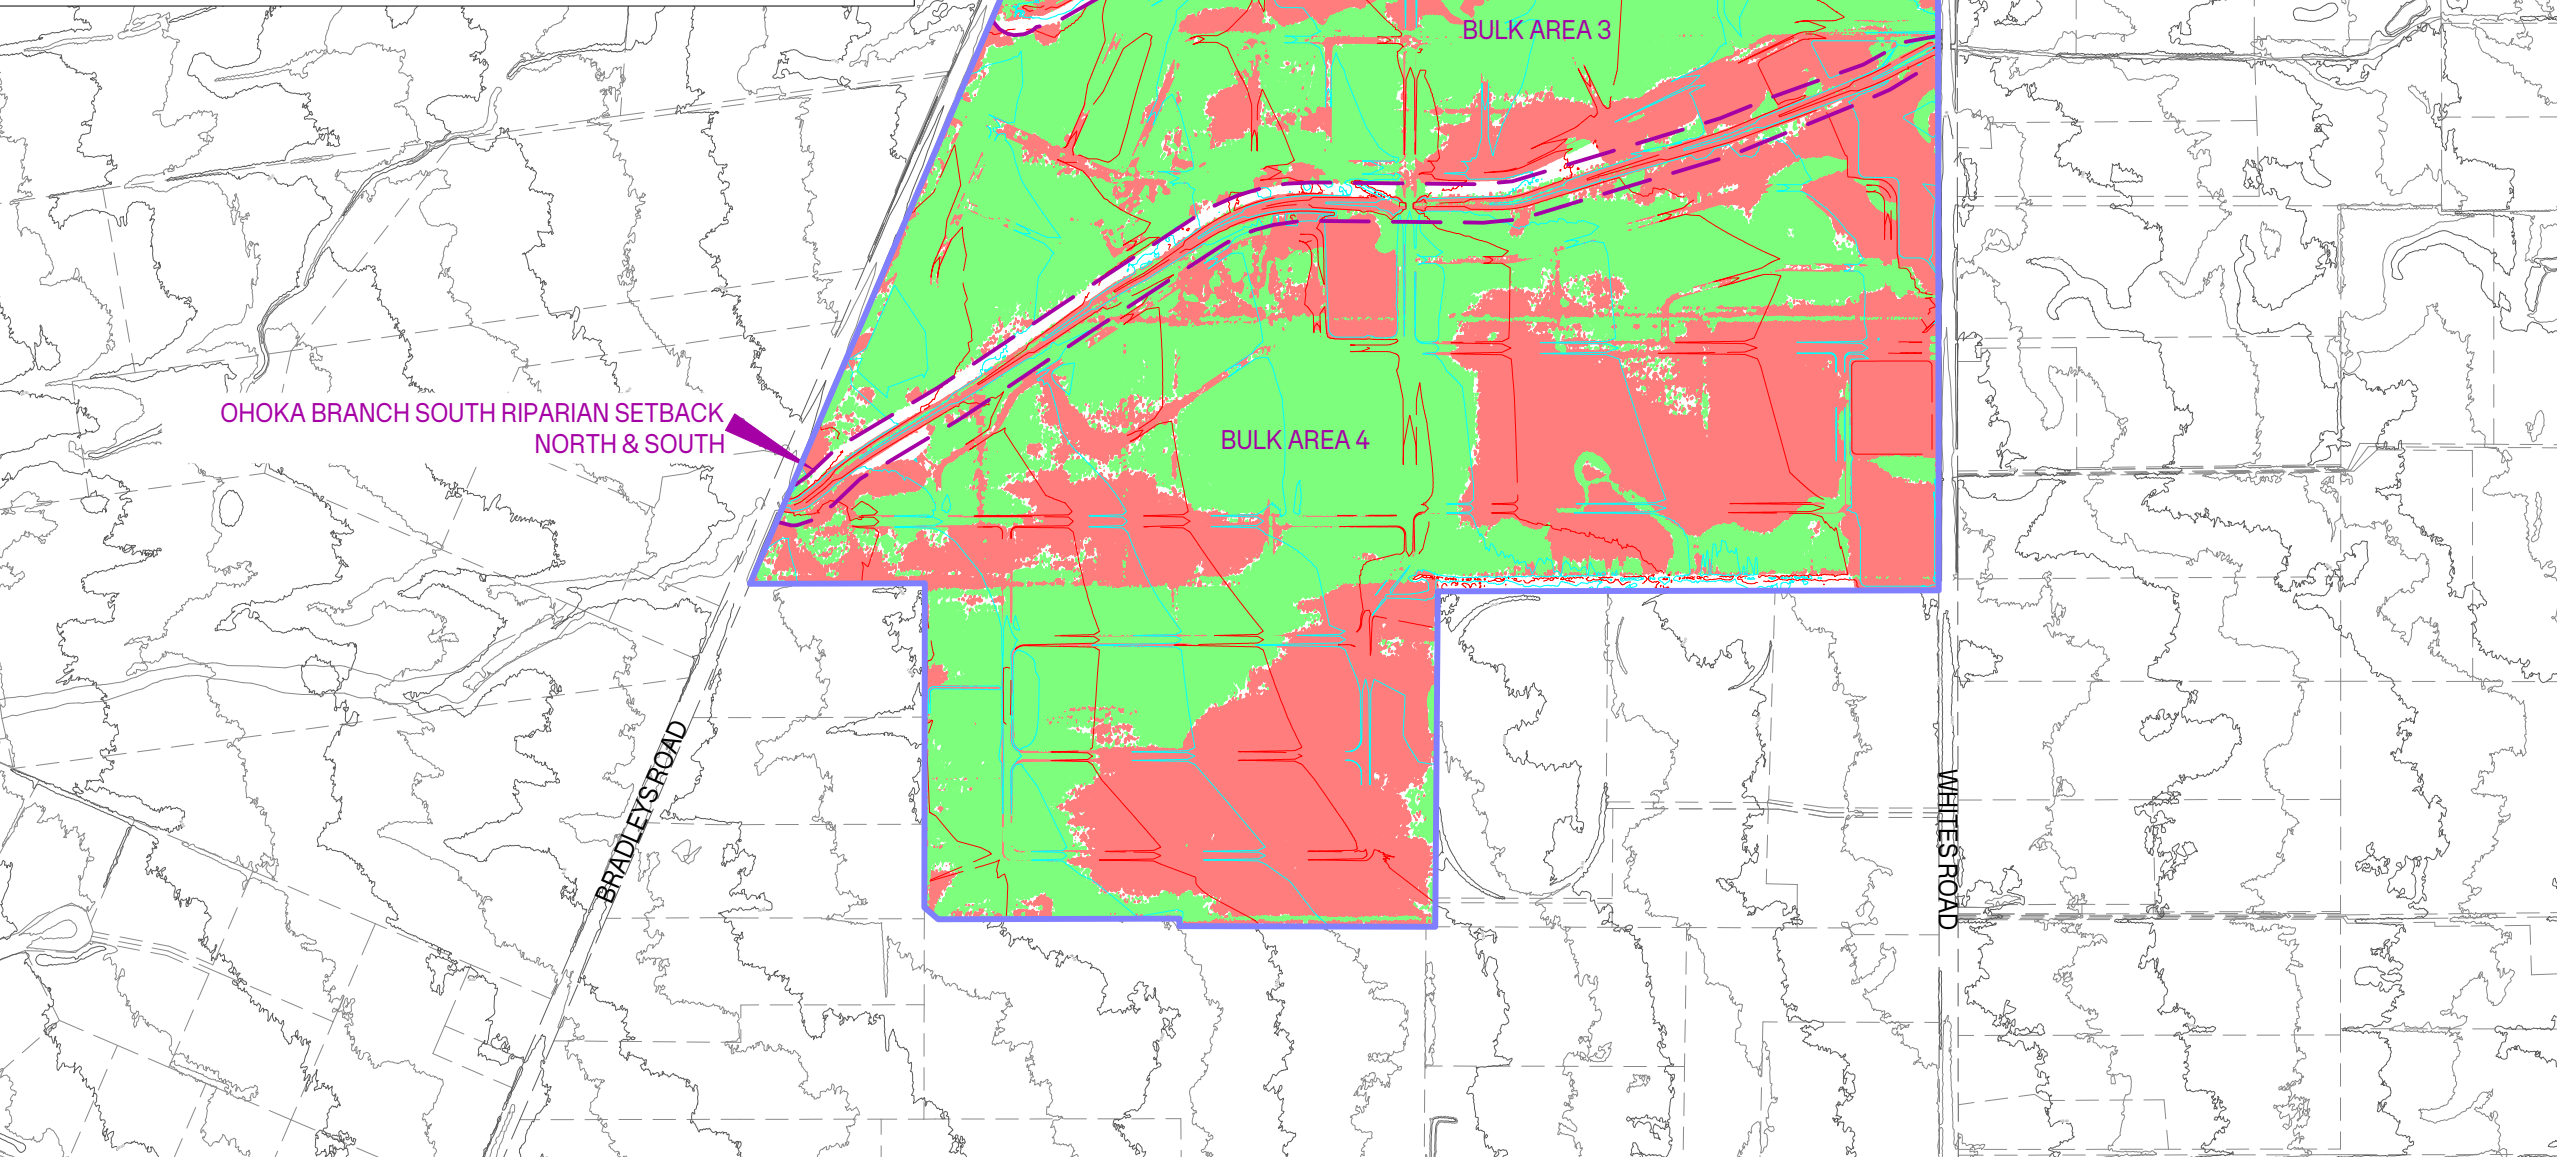 BULK AREA 3
OHOKA BRANCH SOUTH RIPARIAN SETBACK
NORTH & SOUTH
BULK AREA 4
BRADLEYS ROAD
WHITES ROAD